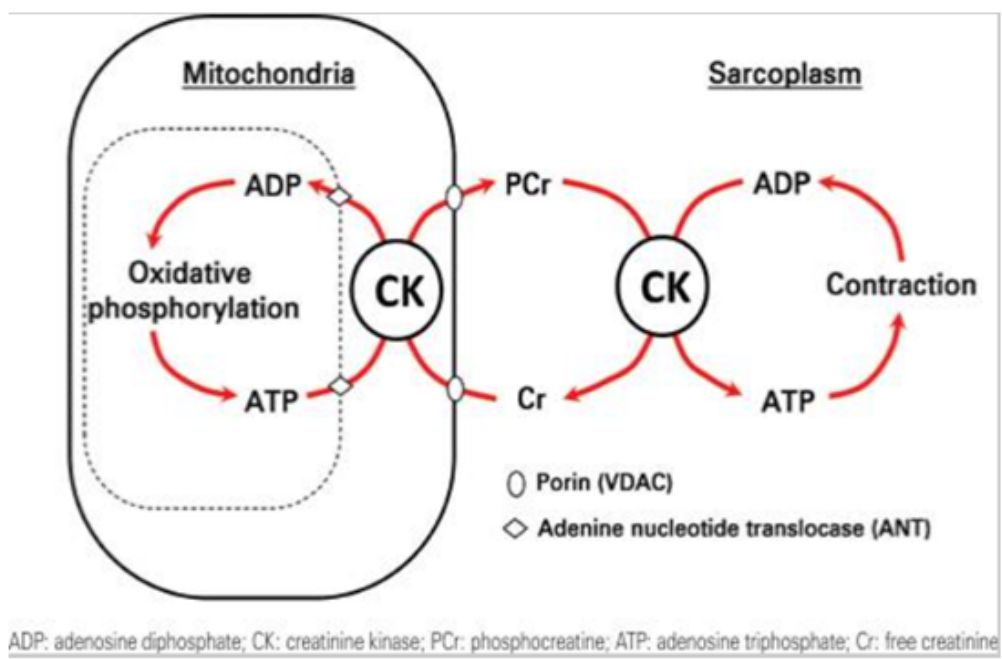 Mitochondria
Sarcoplasm
ADP
PCr
ADP
Oxidative
phosphorylation
CK
CK
Contraction
ATP
Cr
ATP
Porin (VDAC)
Adenine nucleotide translocase (ANT)
ADP: adenosine diphosphate; CK: creatinine kinase; PCr: phosphocreatine; ATP: adenosine triphosphate; Cr: free creatinine